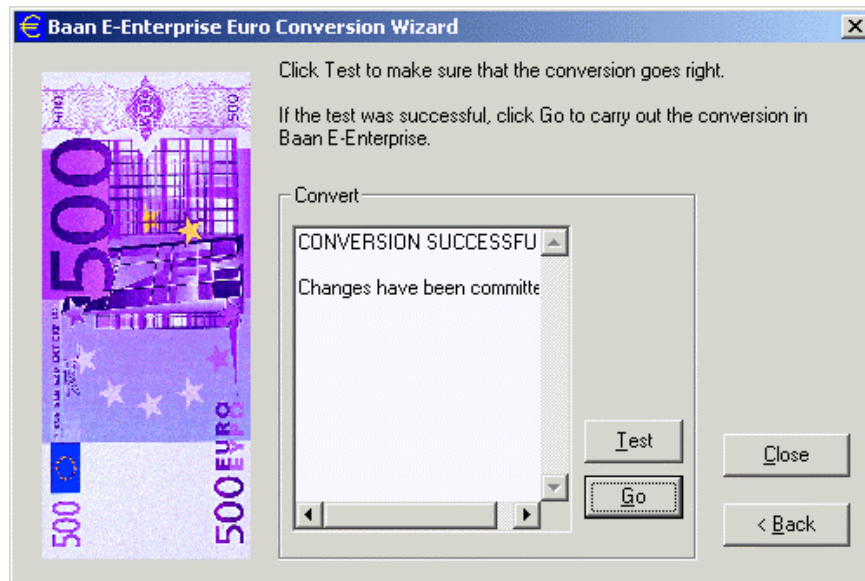 Baan E-Enterprise Euro Conversion Wizard
Click Test to make sure that the conversion goes right.
If the test was successful, click Go to carry out the conversion in
Baan E-Enterprise.
Convert
CONVERSION SUCCESSFU
Changes have been committe
Test
Go
Close
< Back
500
500
500
500
500 EURO
ΕΥΡΩ